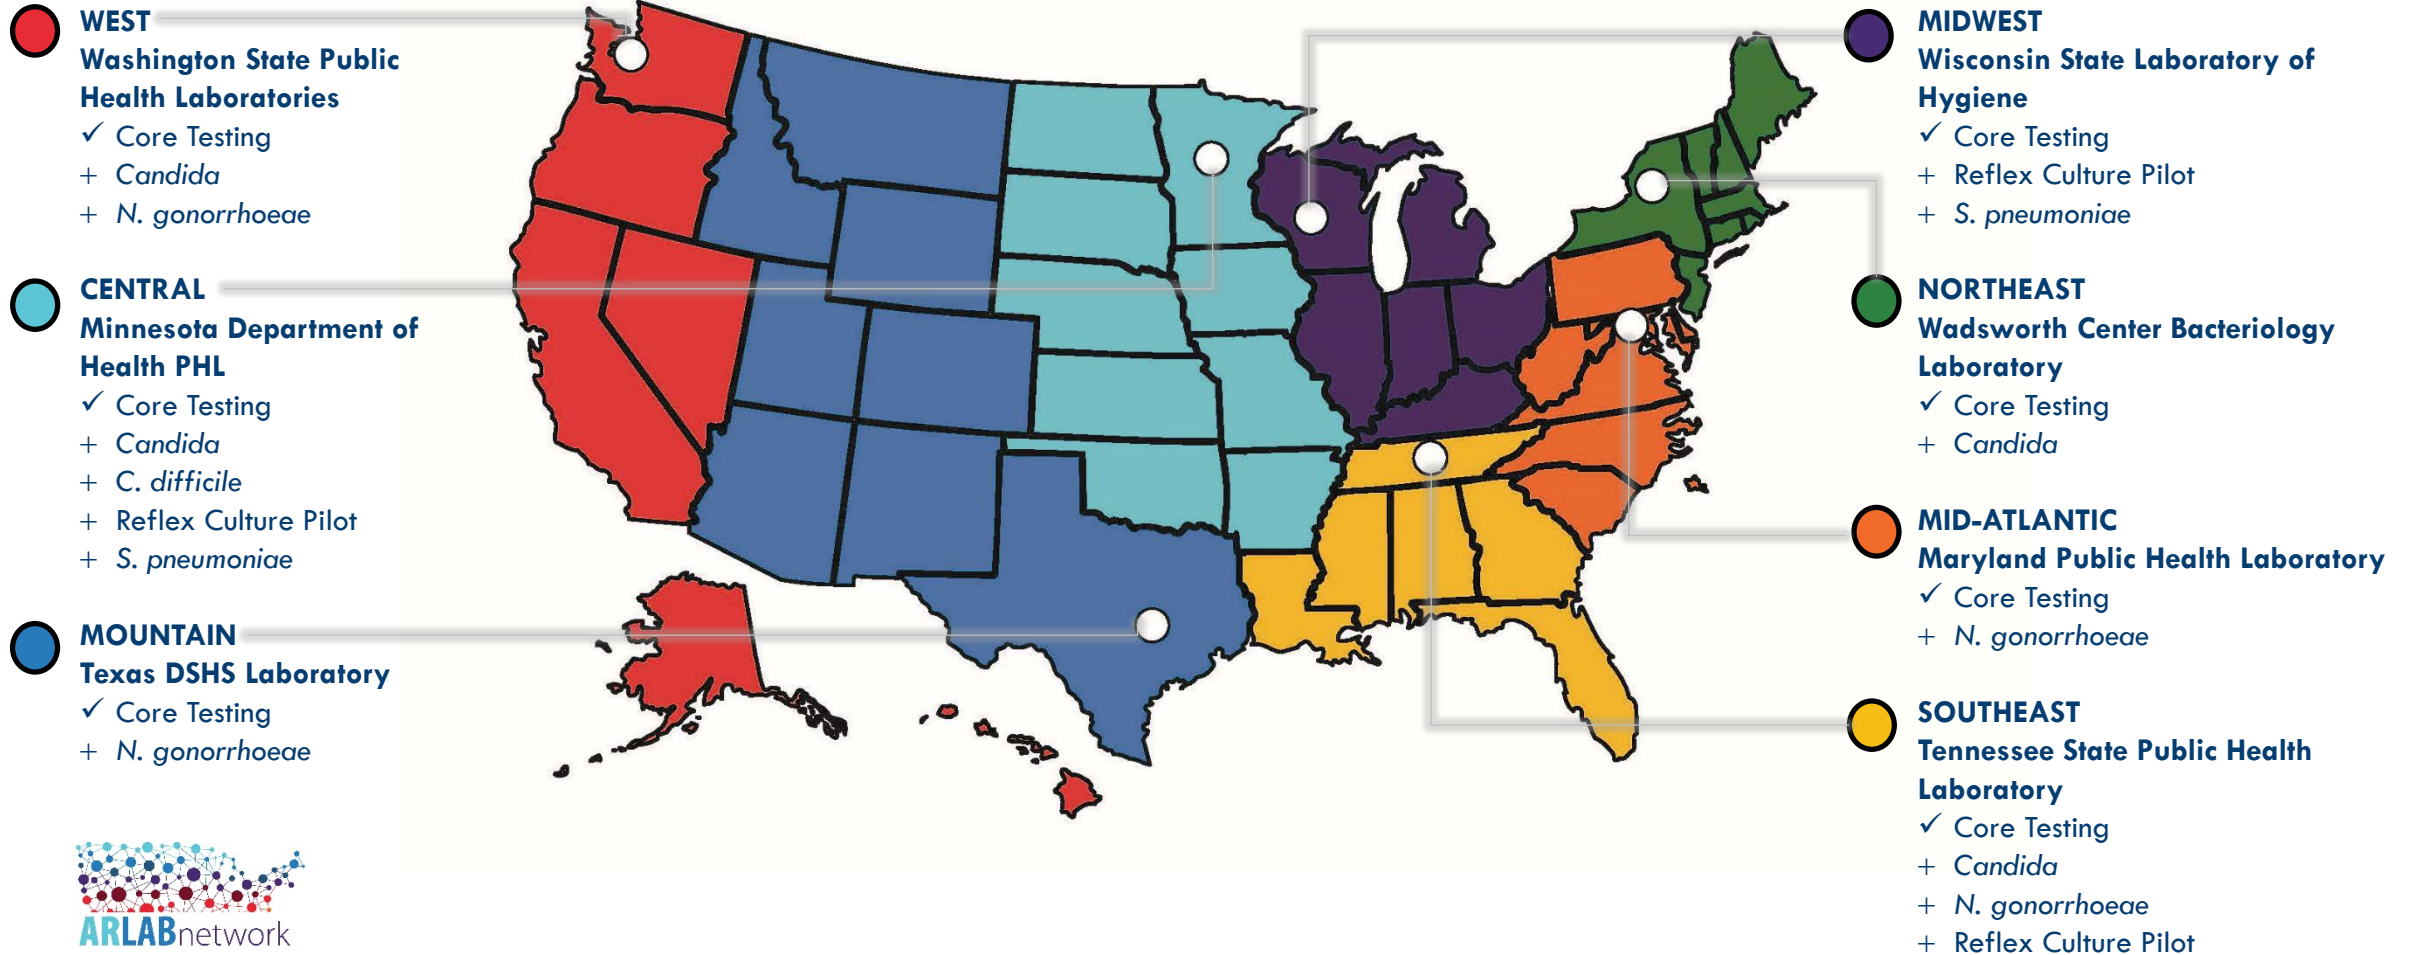 WEST
Washington State Public
Health Laboratories
✓ Core Testing
+ Candida
+ N. gonorrhoeae
CENTRAL
Minnesota Department of
Health PHL
✓ Core Testing
+ Candida
+ C. difficile
+ Reflex Culture Pilot
+ S. pneumoniae
MOUNTAIN
Texas DSHS Laboratory
✓ Core Testing
+ N. gonorrhoeae
ARLABnetwork
MIDWEST
Wisconsin State Laboratory of
Hygiene
✓ Core Testing
+ Reflex Culture Pilot
+ S. pneumoniae
NORTHEAST
Wadsworth Center Bacteriology
Laboratory
✓ Core Testing
+ Candida
MID-ATLANTIC
Maryland Public Health Laboratory
✓ Core Testing
+ N. gonorrhoeae
SOUTHEAST
Tennessee State Public Health
Laboratory
✓ Core Testing
+ Candida
+ N. gonorrhoeae
+ Reflex Culture Pilot